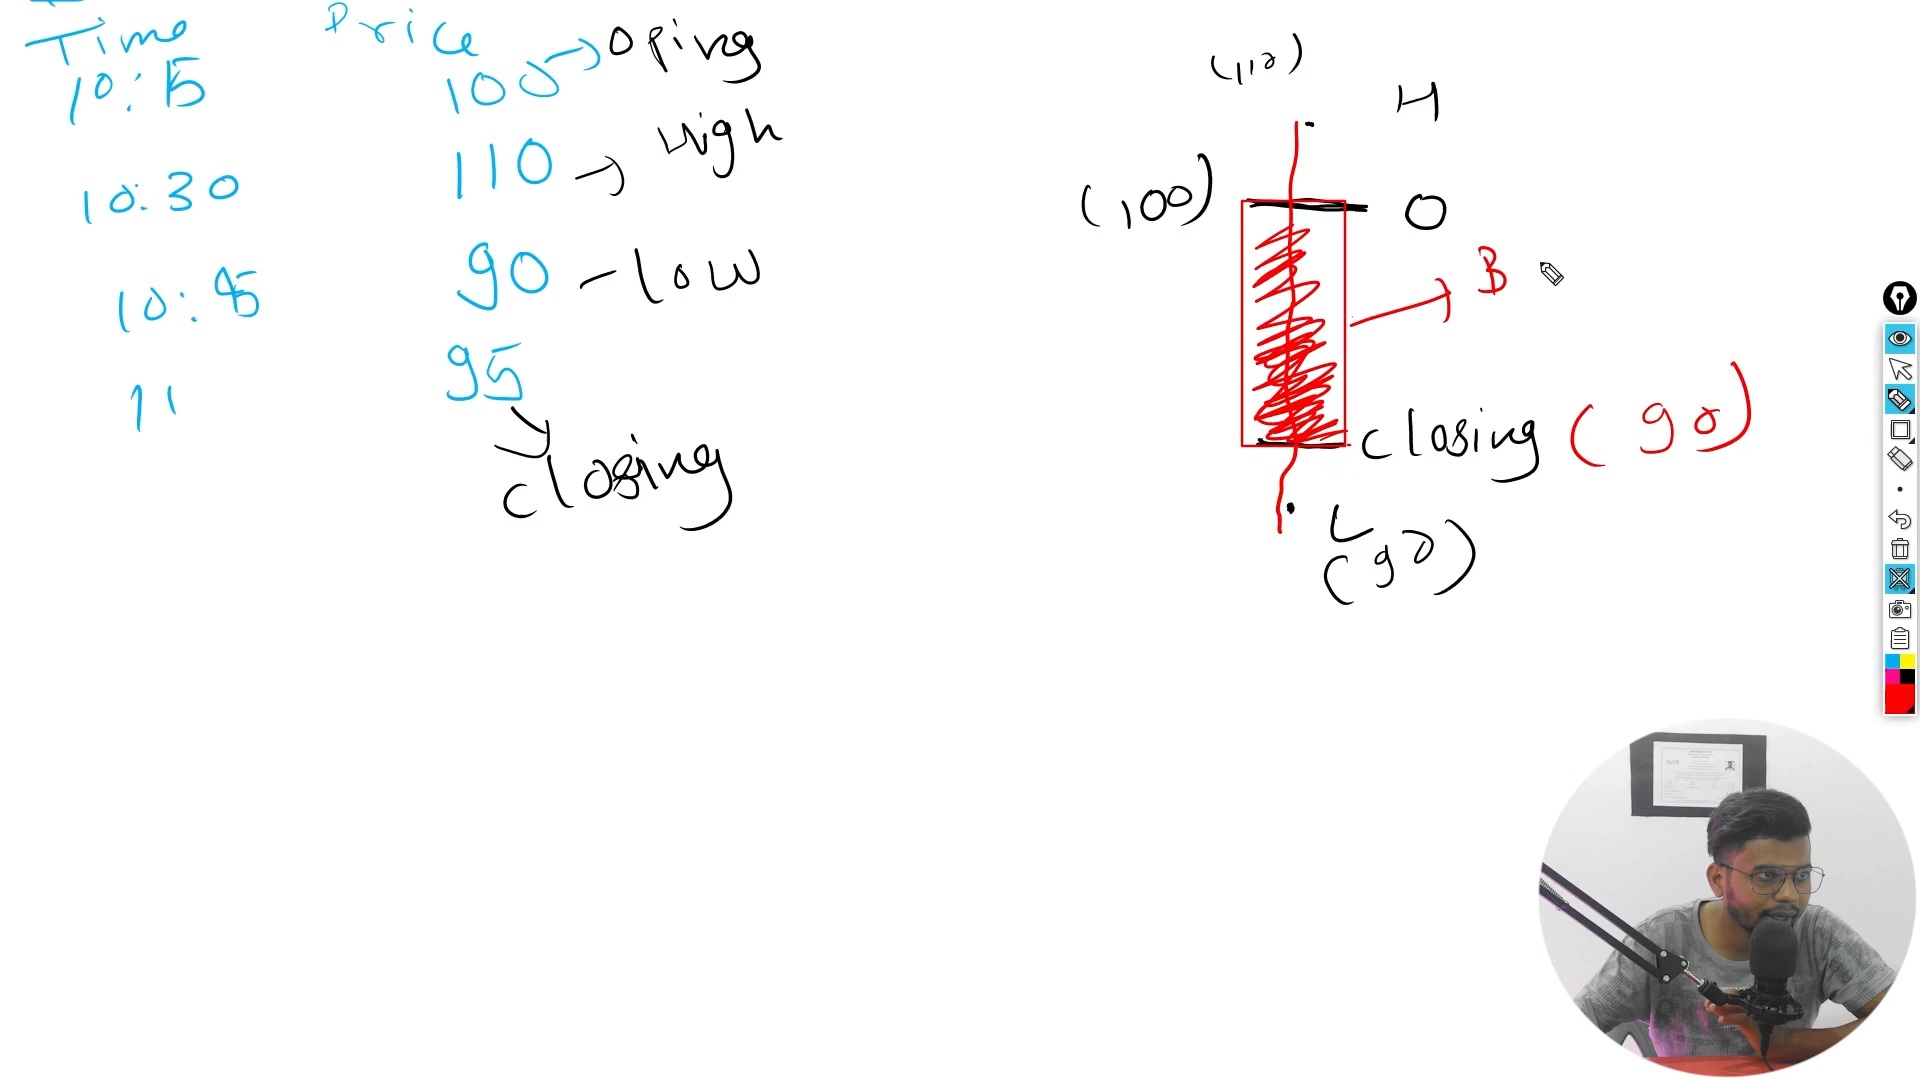 Time Price
10:15 100 → Oping
10:30 110 → High
10:45 90 - low
11 95
closing
(110) H
(100) O
B
closing (90)
L
(90)